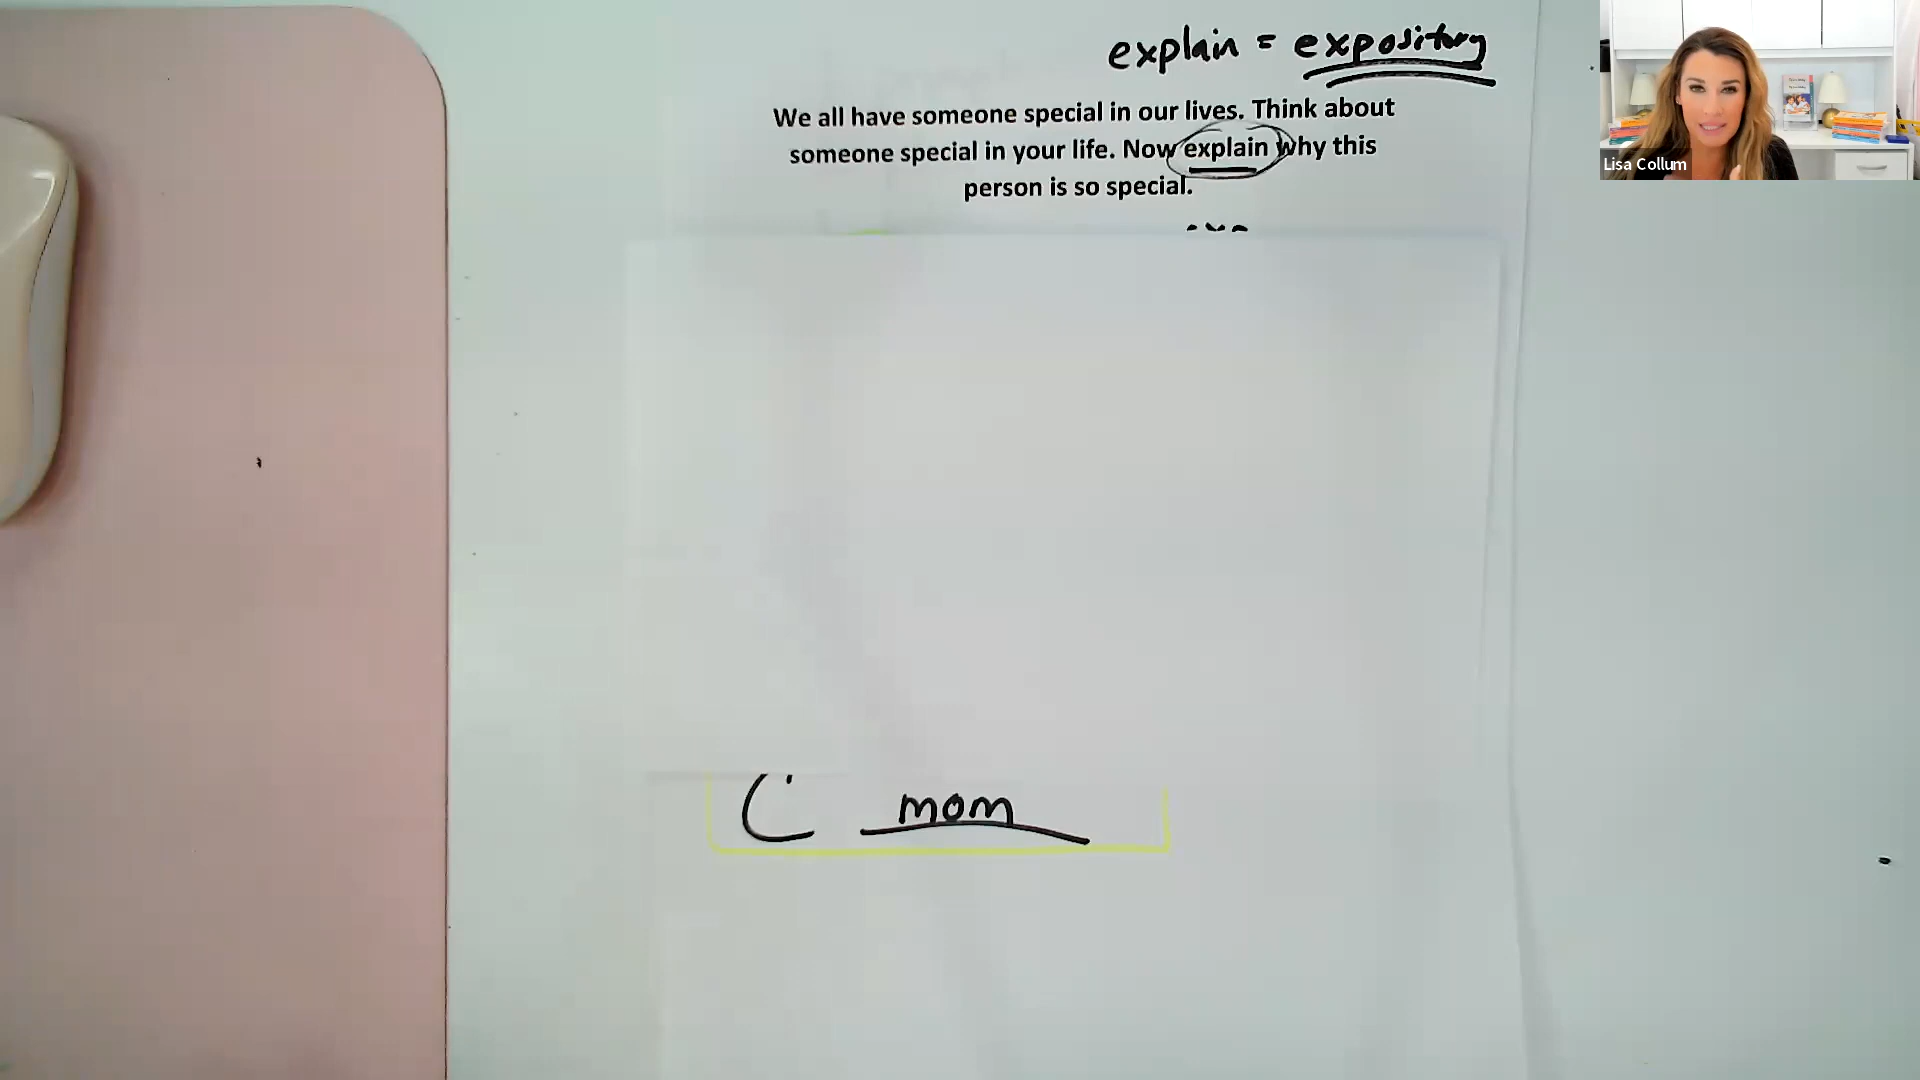 explain = expository
We all have someone special in our lives. Think about
someone special in your life. Now explain why this
person is so special.
C mom
Lisa Collum